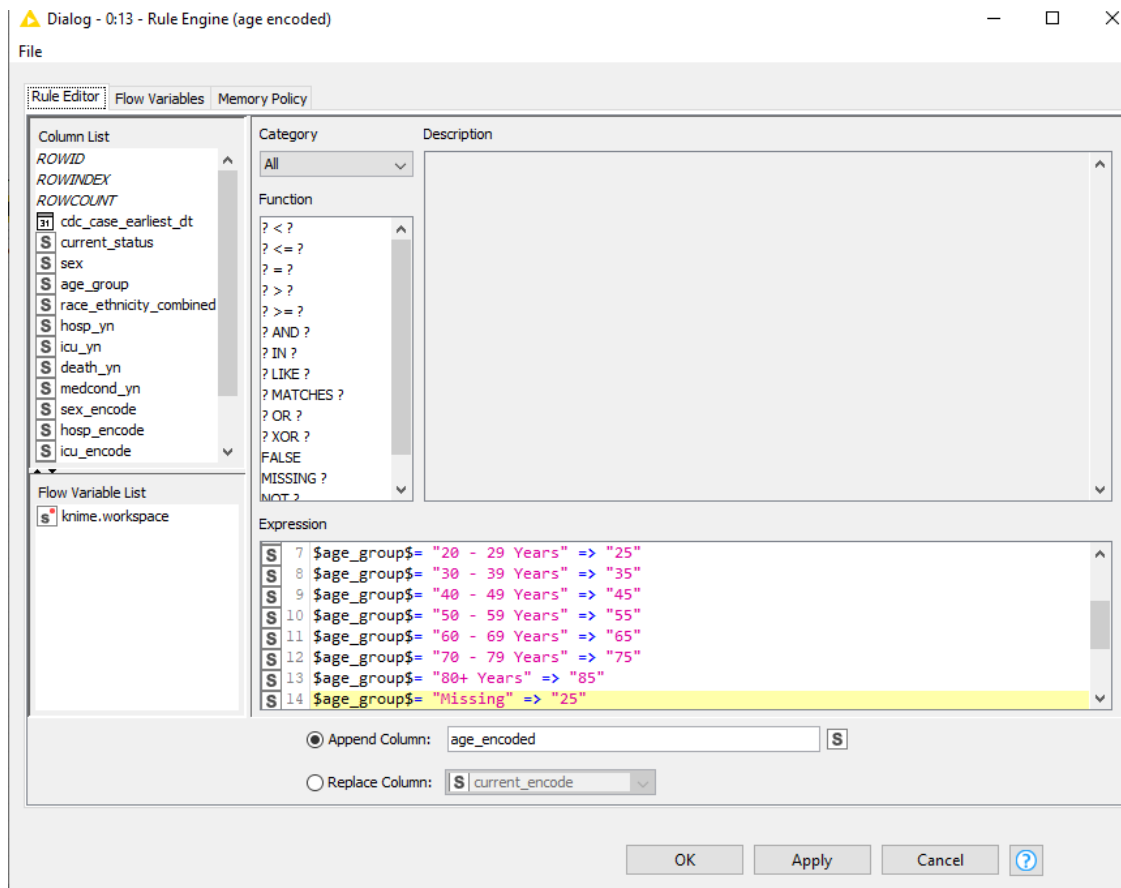 Dialog - 0:13 - Rule Engine (age encoded)
File
Rule Editor Flow Variables Memory Policy
Column List
ROWID
ROWINDEX
ROWCOUNT
31 cdc_case_earliest_dt
S current_status
S sex
S age_group
S race_ethnicity_combined
S hosp_yn
S icu_yn
S death_yn
S medcond_yn
S sex_encode
S hosp_encode
S icu_encode
Flow Variable List
s knime.workspace
Category
All
Function
? < ?
? <= ?
? = ?
? > ?
? >= ?
? AND ?
? IN ?
? LIKE ?
? MATCHES ?
? OR ?
? XOR ?
FALSE
MISSING ?
NOT ?
Description
Expression
S 7 $age_group$= "20 - 29 Years" => "25"
S 8 $age_group$= "30 - 39 Years" => "35"
S 9 $age_group$= "40 - 49 Years" => "45"
S 10 $age_group$= "50 - 59 Years" => "55"
S 11 $age_group$= "60 - 69 Years" => "65"
S 12 $age_group$= "70 - 79 Years" => "75"
S 13 $age_group$= "80+ Years" => "85"
S 14 $age_group$= "Missing" => "25"
Append Column: age_encoded S
Replace Column: S current_encode
OK Apply Cancel ?